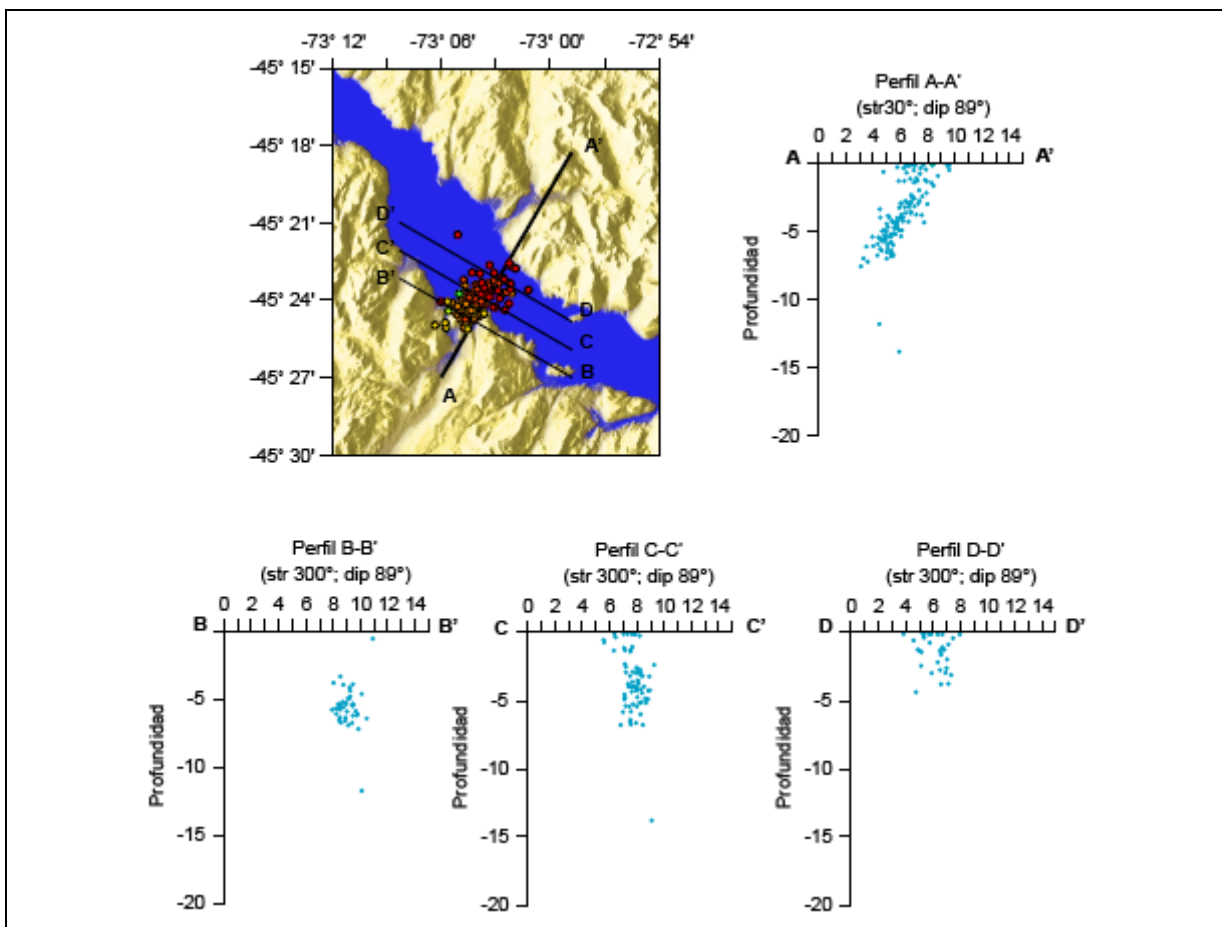 -73° 12' -73° 06' -73° 00' -72° 54'
-45° 15'
-45° 18'
-45° 21'
-45° 24'
-45° 27'
-45° 30'
A'
D'
C'
B'
D
C
B
A
Perfil A-A'
(str30°; dip 89°)
0 2 4 6 8 10 14
A A'
Profundidad
-5
-10
-15
-20
Perfil B-B'
(str 300°; dip 89°)
0 2 4 6 8 10 14
B B'
0
Profundidad
-5
-10
-15
-20
Perfil C-C'
(str 300°; dip 89°)
0 2 4 6 8 10 14
C C'
Profundidad
-5
-10
-15
-20
Perfil D-D'
(str 300°; dip 89°)
0 2 4 6 8 10 14
D D'
Profundidad
-5
-10
-15
-20